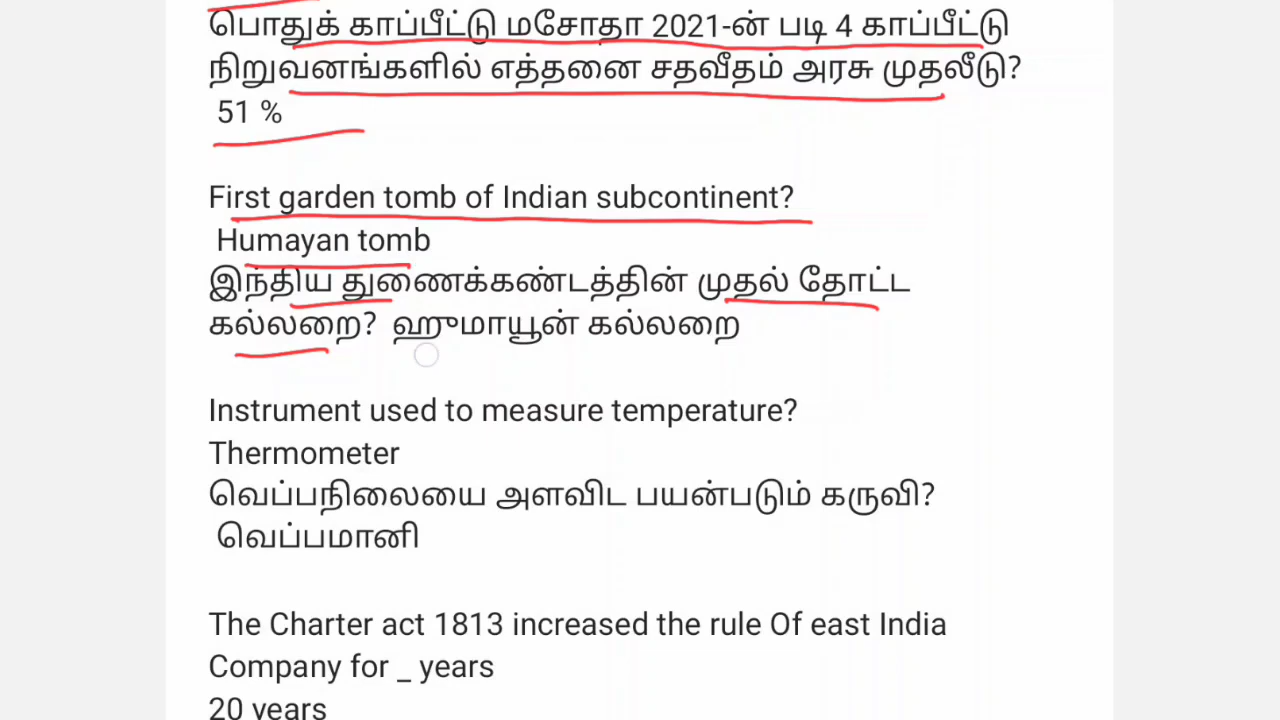 பொதுக் காப்பீட்டு மசோதா 2021-ன் படி 4 காப்பீட்டு
நிறுவனங்களில் எத்தனை சதவீதம் அரசு முதலீடு?
51 %
First garden tomb of Indian subcontinent?
Humayan tomb
இந்திய துணைக்கண்டத்தின் முதல் தோட்ட
கல்லறை? ஹுமாயூன் கல்லறை
Instrument used to measure temperature?
Thermometer
வெப்பநிலையை அளவிட பயன்படும் கருவி?
வெப்பமானி
The Charter act 1813 increased the rule Of east India
Company for _ years
20 years